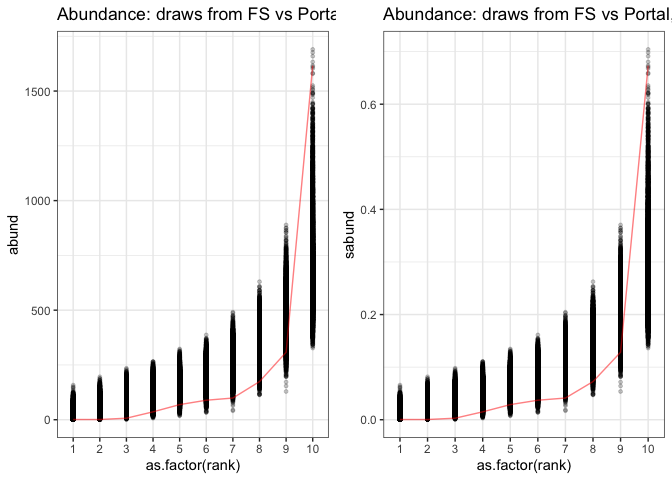 Abundance: draws from FS vs Porta
1500
1000
500
0
abund
1 2 3 4 5 6 7 8 9 10
as.factor(rank)
Abundance: draws from FS vs Portal
0.6
0.4
0.2
0.0
sabund
1 2 3 4 5 6 7 8 9 10
as.factor(rank)